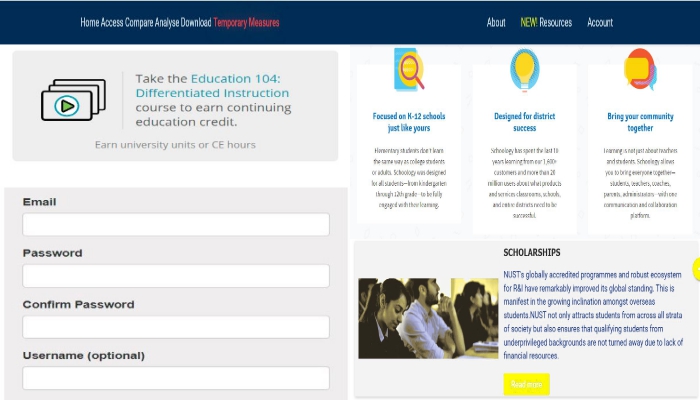 Home Access Compare Analyse Download Temporary Measures
About NEW! Resources Account
Take the Education 104:
Differentiated Instruction
course to earn continuing
education credit.
Earn university units or CE hours
Email
Password
Confirm Password
Username (optional)
Focused on K-12 schools
just like yours
Elementary students don't learn
the same way as college students
or adults. Schoology was designed
for all students—from kindergarten
through 12th grade—to be fully
engaged with their learning.
Designed for district
success
Schoology has spent the last 10
years learning from our 1,600+
customers and more than 20
million users about what products
and services classrooms, schools,
and entire districts need to be
successful.
Bring your community
together
Learning is not just about teachers
and students. Schoology allows
you to bring everyone together—
students, teachers, coaches,
parents, administrators—with one
communication and collaboration
platform.
SCHOLARSHIPS
NUST's globally accredited programmes and robust ecosystem
for R&I have remarkably improved its global standing. This is
manifest in the growing inclination amongst overseas
students.NUST not only attracts students from across all strata
of society but also ensures that qualifying students from
underprivileged backgrounds are not turned away due to lack of
financial resources.
Read more